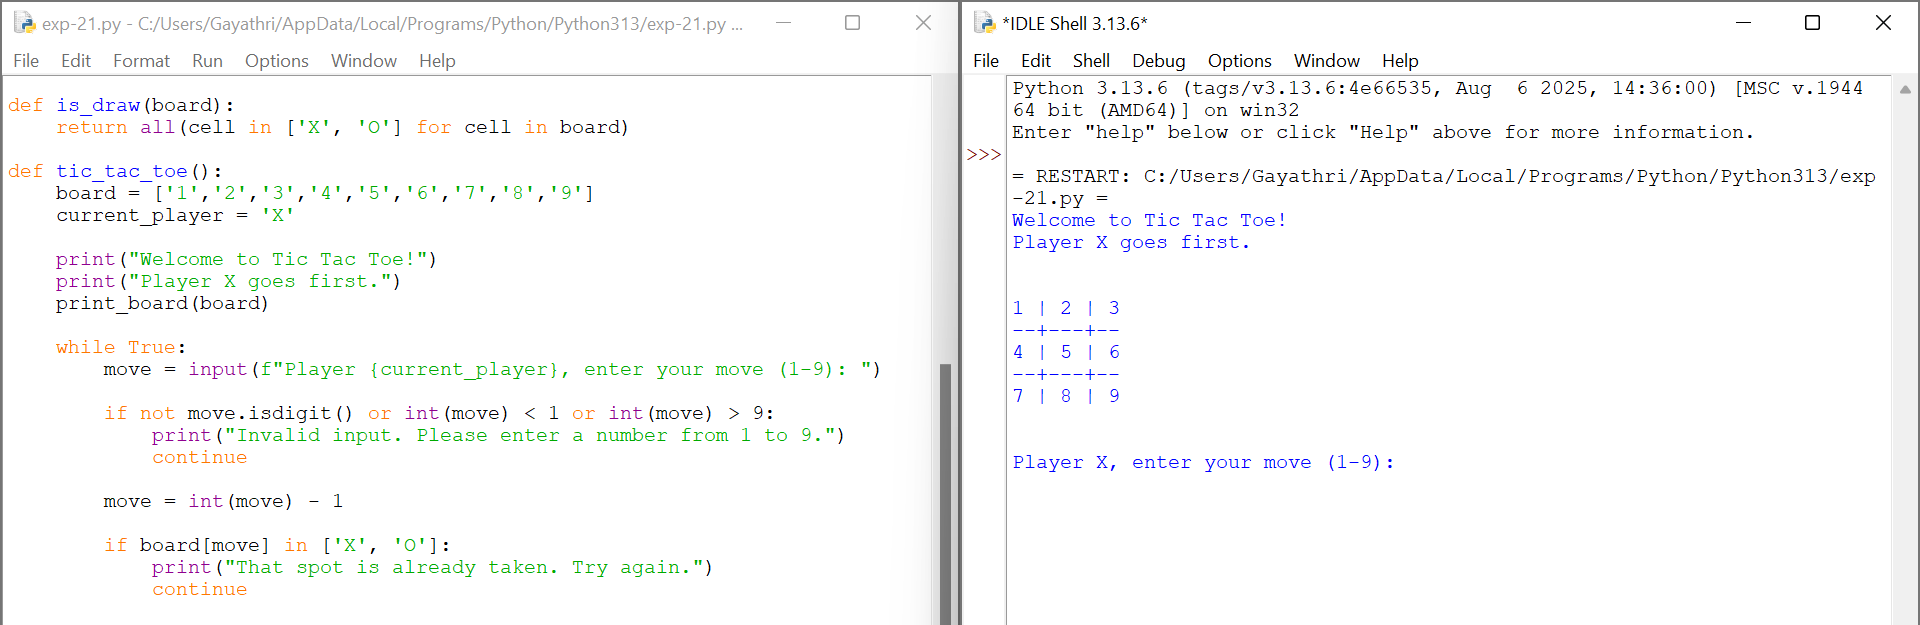 exp-21.py - C:/Users/Gayathri/AppData/Local/Programs/Python/Python313/exp-21.py ...
File Edit Format Run Options Window Help
def is_draw(board):
    return all(cell in ['X', 'O'] for cell in board)
def tic_tac_toe():
    board = ['1','2','3','4','5','6','7','8','9']
    current_player = 'X'
    print("Welcome to Tic Tac Toe!")
    print("Player X goes first.")
    print_board(board)
    while True:
        move = input(f"Player {current_player}, enter your move (1-9): ")
        if not move.isdigit() or int(move) < 1 or int(move) > 9:
            print("Invalid input. Please enter a number from 1 to 9.")
            continue
        move = int(move) - 1
        if board[move] in ['X', 'O']:
            print("That spot is already taken. Try again.")
            continue
*IDLE Shell 3.13.6*
File Edit Shell Debug Options Window Help
Python 3.13.6 (tags/v3.13.6:4e66535, Aug  6 2025, 14:36:00) [MSC v.1944
64 bit (AMD64)] on win32
Enter "help" below or click "Help" above for more information.
>>>
= RESTART: C:/Users/Gayathri/AppData/Local/Programs/Python/Python313/exp
-21.py =
Welcome to Tic Tac Toe!
Player X goes first.
1 | 2 | 3
--+---+--
4 | 5 | 6
--+---+--
7 | 8 | 9
Player X, enter your move (1-9):